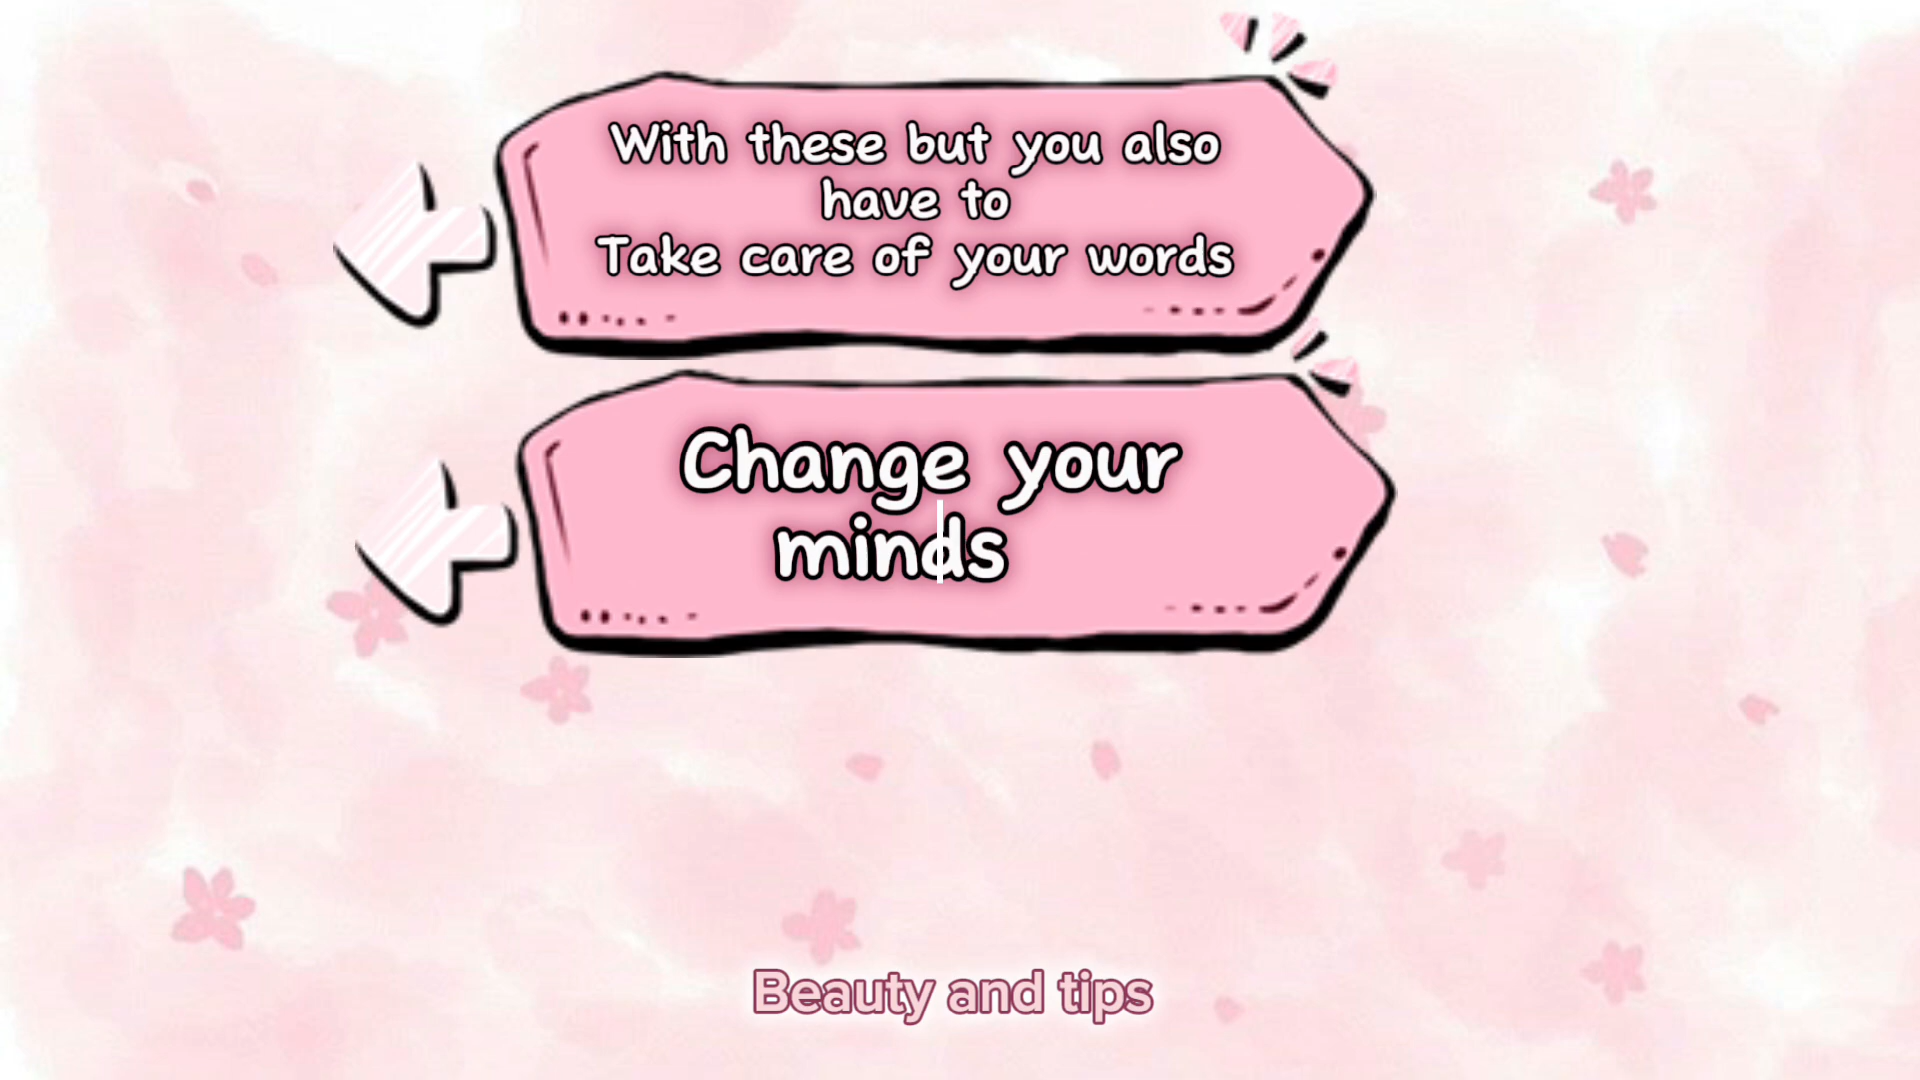 With these but you also
have to
Take care of your words
Change your
minds
Beauty and tips